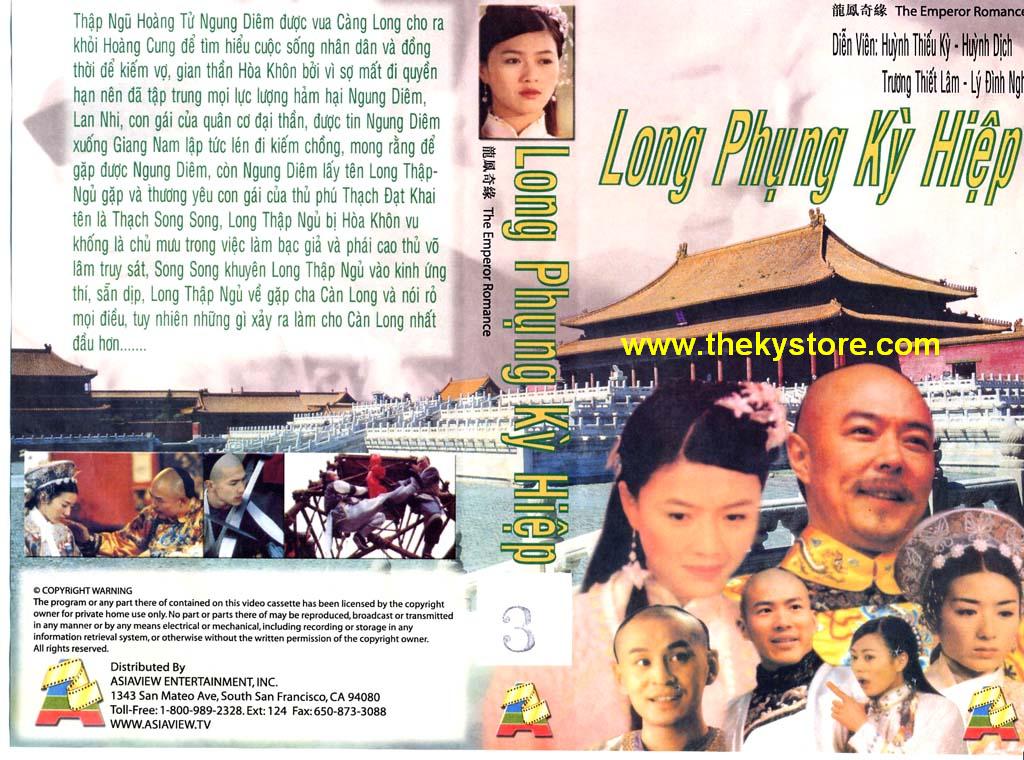 Thập Ngũ Hoàng Tử Ngung Diêm được vua Càng Long cho ra
khỏi Hoàng Cung để tìm hiểu cuộc sống nhân dân và đồng
thời để kiếm vợ, gian thần Hòa Khôn bởi vì sợ mất đi quyền
hạn nên đã tập trung mọi lực lượng hảm hại Ngung Diêm,
Lan Nhi, con gái của quân cơ đại thần, được tin Ngung Diêm
xuống Giang Nam lập tức lén đi kiếm chồng, mong rằng để
gặp được Ngung Diêm, còn Ngung Diêm lấy tên Long Thập-
Ngủ gặp và thương yêu con gái của thủ phú Thạch Đạt Khai
tên là Thạch Song Song, Long Thập Ngủ bị Hòa Khôn vu
khống là chủ mưu trong việc làm bạc giả và phái cao thủ võ
lâm truy sát, Song Song khuyên Long Thập Ngủ vào kinh ứng
thí, sẵn dịp, Long Thập Ngủ về gặp cha Càn Long và nói rỏ
mọi điều, tuy nhiên những gì xảy ra làm cho Càn Long nhất
đầu hơn.......
© COPYRIGHT WARNING
The program or any part there of contained on this video cassette has been licensed by the copyright
owner for private home use only. No part or parts there of may be reproduced, broadcast or transmitted
in any manner or by any means electrical or mechanical, including recording or storage in any
information retrieval system, or otherwise without the written permission of the copyright owner.
All rights reserved.
Distributed By
ASIAVIEW ENTERTAINMENT, INC.
1343 San Mateo Ave, South San Francisco, CA 94080
Toll-Free: 1-800-989-2328. Ext: 124 Fax: 650-873-3088
WWW.ASIAVIEW.TV
Long Phụng Kỳ Hiệp
龍鳳奇緣 The Emperor Romance
3
龍鳳奇緣 The Emperor Romance
Diễn Viên: Huỳnh Thiếu Kỳ - Huỳnh Dịch
Trương Thiết Lâm - Lý Đình Ngh
Long Phụng Kỳ Hiệp
www.thekystore.com